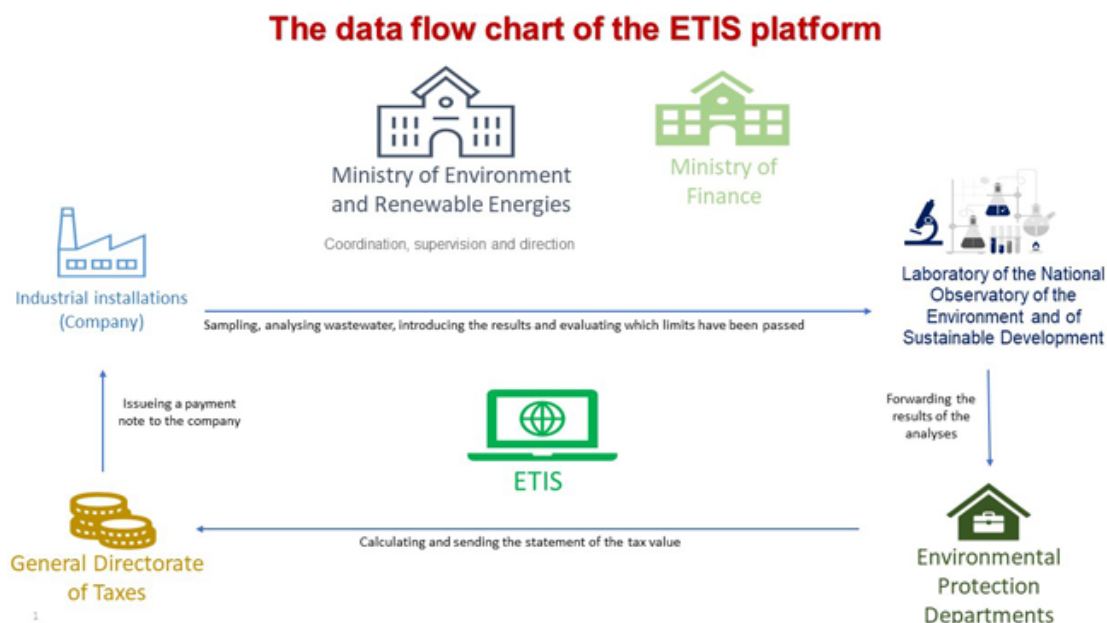 The data flow chart of the ETIS platform
Ministry of Environment
and Renewable Energies
Coordination, supervision and direction
Ministry of
Finance
Industrial installations
(Company)
Laboratory of the National
Observatory of the
Environment and of
Sustainable Development
Sampling, analysing wastewater, introducing the results and evaluating which limits have been passed
Issueing a payment
note to the company
Forwarding the
results of the
analyses
ETIS
General Directorate
of Taxes
Calculating and sending the statement of the tax value
Environmental
Protection
Departments
1